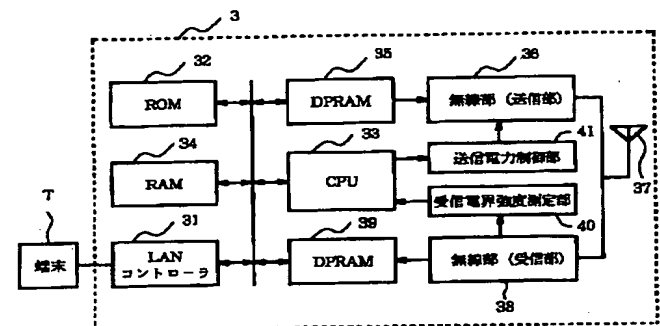 3
32
35
36
ROM
DPRAM
無線部（送信部）
33
41
34
CPU
送信電力制御部
37
RAM
受信電界強度測定部
T
31
39
40
端末
LAN
コントローラ
DPRAM
無線部（受信部）
38